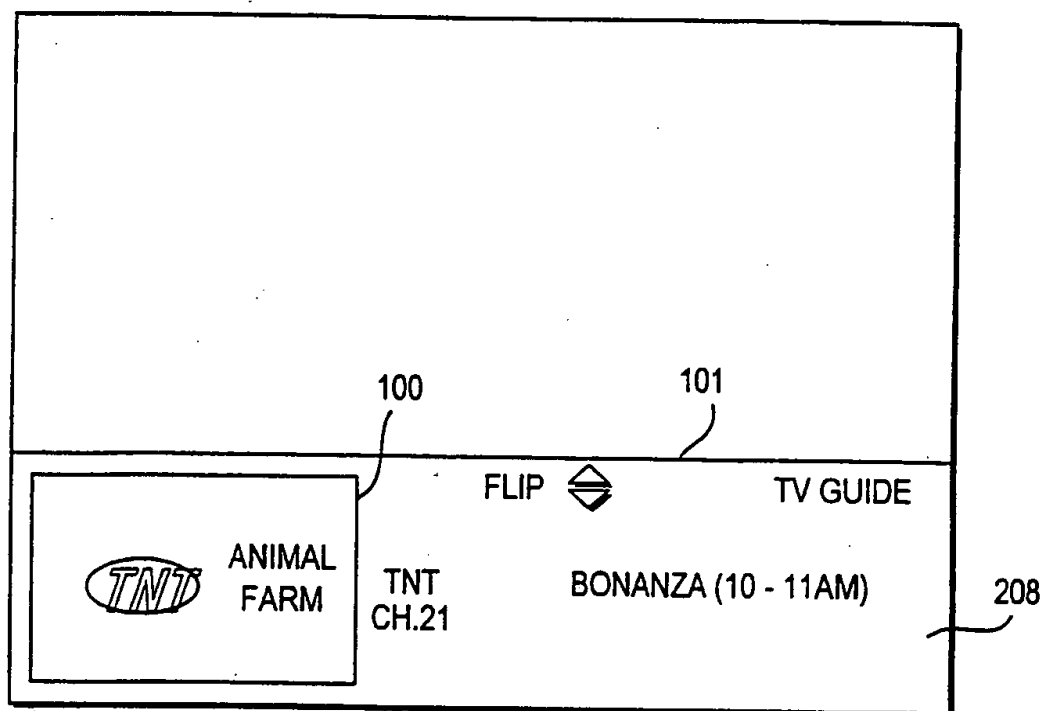 100
101
FLIP
TV GUIDE
TNT
ANIMAL
FARM
TNT
CH.21
BONANZA (10 - 11AM)
208